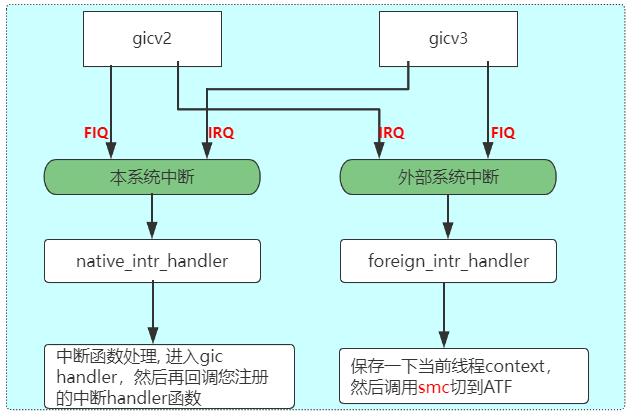 gicv2
gicv3
FIQ
IRQ
IRQ
FIQ
本系统中断
外部系统中断
native_intr_handler
foreign_intr_handler
中断函数处理, 进入gic
handler，然后再回调您注册
的中断handler函数
保存一下当前线程context，
然后调用smc切到ATF